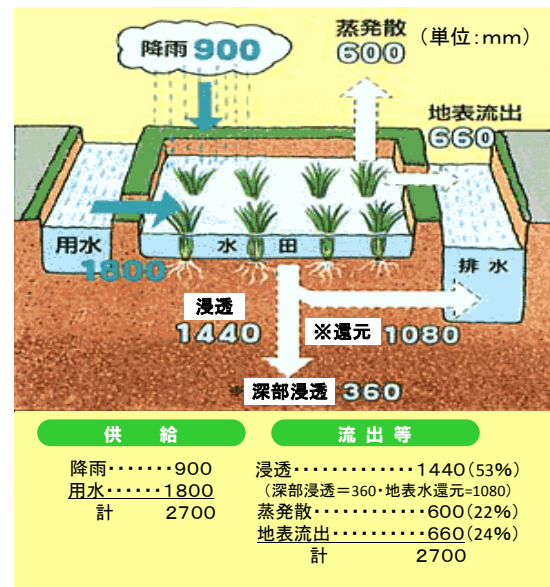 蒸発散 (単位:mm)
降雨 900
600
地表流出
660
用水
水 田
1800
排 水
浸透
1440
※還元 1080
※深部浸透 360
供 給
流 出 等
降雨・・・・・・・900
用水・・・・・・1800
計 2700
浸透・・・・・・・・・・・・・1440(53%)
(深部浸透=360・地表水還元=1080)
蒸発散・・・・・・・・・・・・600(22%)
地表流出・・・・・・・・・・660(24%)
計 2700